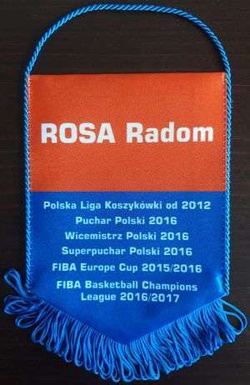 ROSA Radom
Polska Liga Koszykówki od 2012
Puchar Polski 2016
Wicemistrz Polski 2016
Superpuchar Polski 2016
FIBA Europe Cup 2015/2016
FIBA Basketball Champions
League 2016/2017